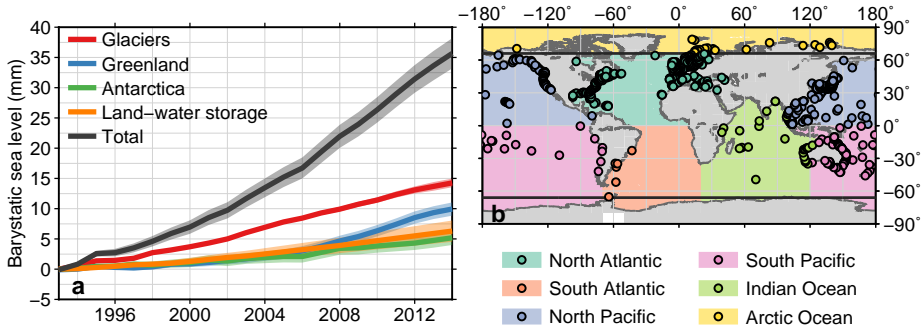 40
35
30
25
20
15
10
5
0
−5
Barystatic sea level (mm)
Glaciers
Greenland
Antarctica
Land−water storage
Total
a
1996
2000
2004
2008
2012
−180 −120 −60 0 60 120 180
90°
60°
30°
0°
−30°
−60°
−90°
b
North Atlantic
South Atlantic
North Pacific
South Pacific
Indian Ocean
Arctic Ocean